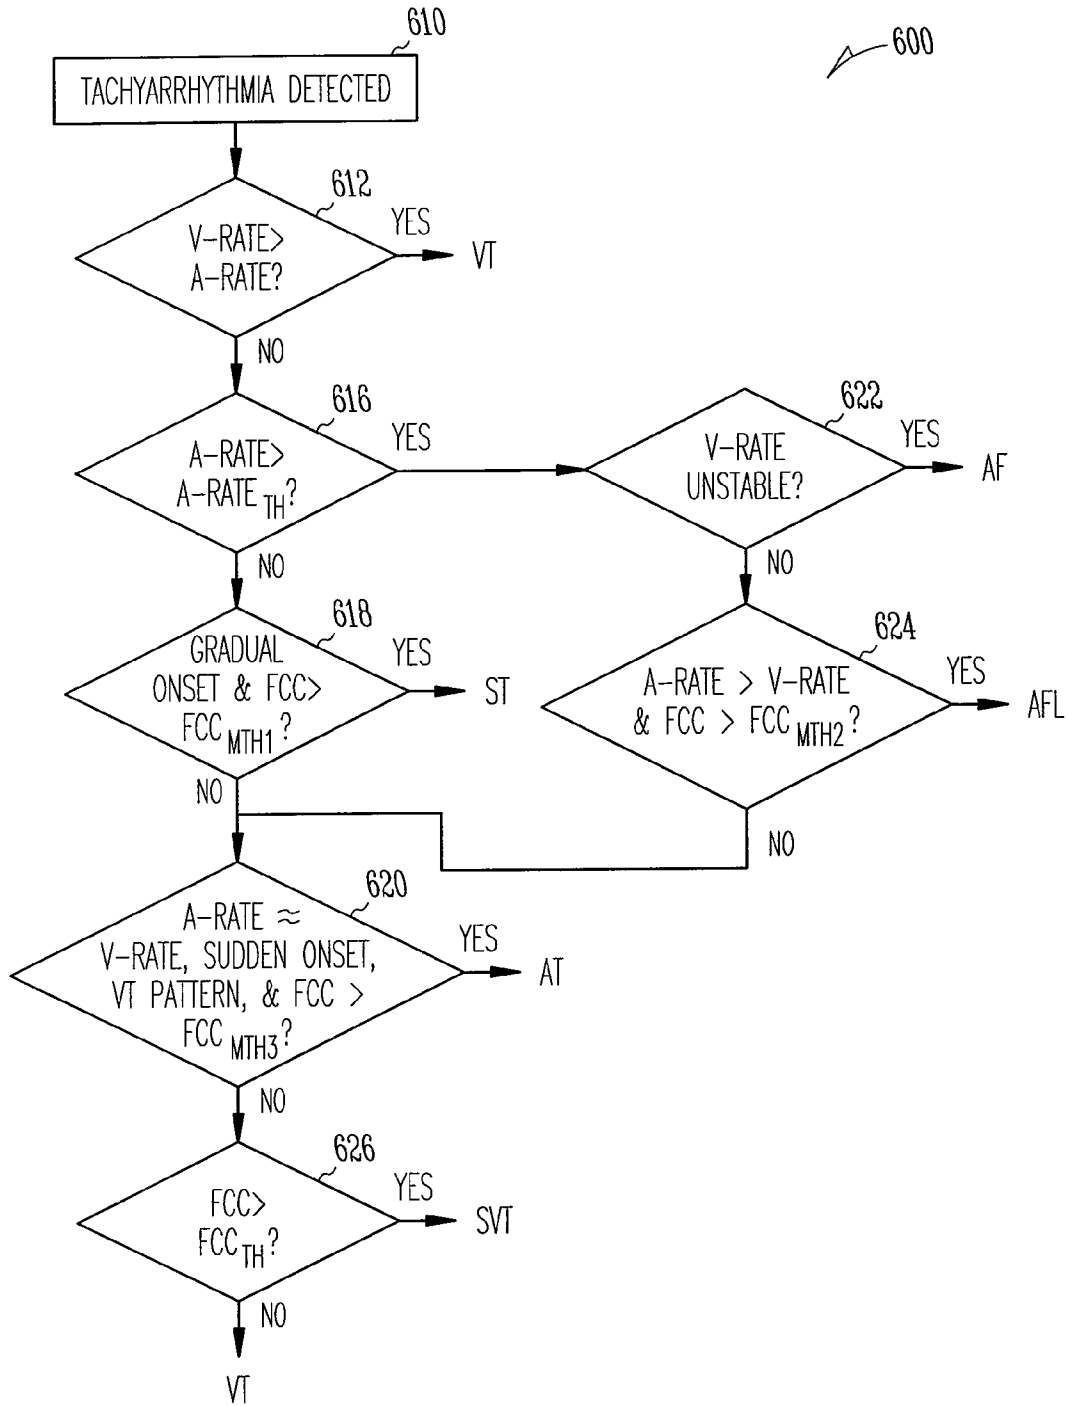 610
600
TACHYARRHYTHMIA DETECTED
612
V-RATE>
A-RATE?
YES
VT
NO
616
A-RATE>
A-RATE TH?
YES
622
V-RATE
UNSTABLE?
YES
AF
NO
NO
618
GRADUAL
ONSET & FCC>
FCC MTH1?
YES
ST
624
A-RATE > V-RATE
& FCC > FCC MTH2?
YES
AFL
NO
NO
620
A-RATE ≈
V-RATE, SUDDEN ONSET,
VT PATTERN, & FCC >
FCC MTH3?
YES
AT
NO
626
FCC>
FCC TH?
YES
SVT
NO
VT